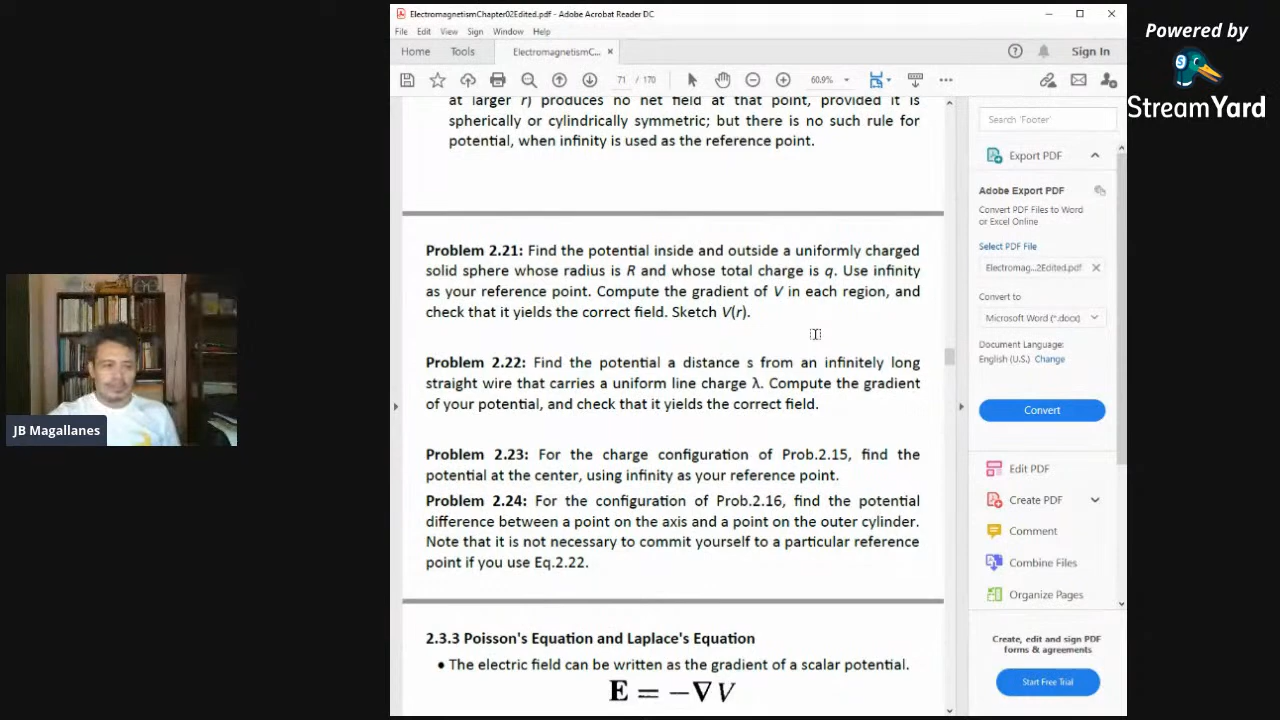 ElectromagnetismChapter02Edited.pdf - Adobe Acrobat Reader DC
File Edit View Sign Window Help
Home Tools ElectromagnetismC... × Sign In
71 / 170 60.9%
at larger r) produces no net field at that point, provided it is
spherically or cylindrically symmetric; but there is no such rule for
potential, when infinity is used as the reference point.
Problem 2.21: Find the potential inside and outside a uniformly charged
solid sphere whose radius is R and whose total charge is q. Use infinity
as your reference point. Compute the gradient of V in each region, and
check that it yields the correct field. Sketch V(r).
Problem 2.22: Find the potential a distance s from an infinitely long
straight wire that carries a uniform line charge λ. Compute the gradient
of your potential, and check that it yields the correct field.
Problem 2.23: For the charge configuration of Prob.2.15, find the
potential at the center, using infinity as your reference point.
Problem 2.24: For the configuration of Prob.2.16, find the potential
difference between a point on the axis and a point on the outer cylinder.
Note that it is not necessary to commit yourself to a particular reference
point if you use Eq.2.22.
2.3.3 Poisson's Equation and Laplace's Equation
• The electric field can be written as the gradient of a scalar potential.
E = −∇V
Search 'Footer'
Export PDF
Adobe Export PDF
Convert PDF Files to Word
or Excel Online
Select PDF File
Electromag...2Edited.pdf ×
Convert to
Microsoft Word (*.docx)
Document Language:
English (U.S.) Change
Convert
Edit PDF
Create PDF
Comment
Combine Files
Organize Pages
Create, edit and sign PDF
forms & agreements
Start Free Trial
JB Magallanes
Powered by
StreamYard